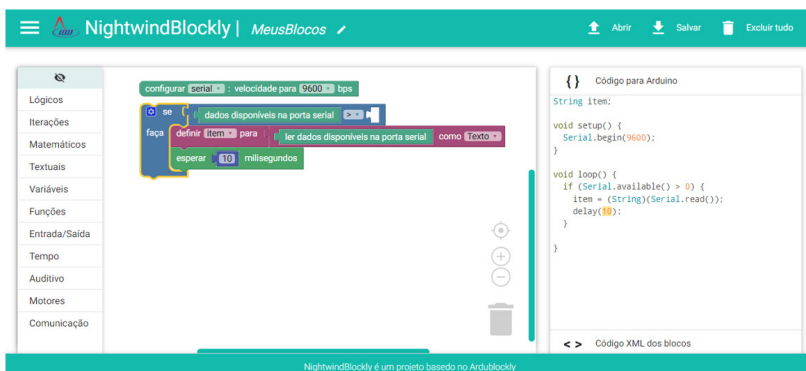 NightwindBlockly | MeusBlocos
Abrir
Salvar
Excluir tudo
Lógicos
Iterações
Matemáticos
Textuais
Variáveis
Funções
Entrada/Saída
Tempo
Auditivo
Motores
Comunicação
configurar serial : velocidade para 9600 bps
se dados disponíveis na porta serial >
faça definir item para ler dados disponíveis na porta serial como Texto
esperar 10 milisegundos
{ } Código para Arduino
String item;
void setup() {
Serial.begin(9600);
}
void loop() {
if (Serial.available() > 0) {
item = (String)(Serial.read());
delay(10);
}
}
< > Código XML dos blocos
NightwindBlockly é um projeto basedo no Ardublockly